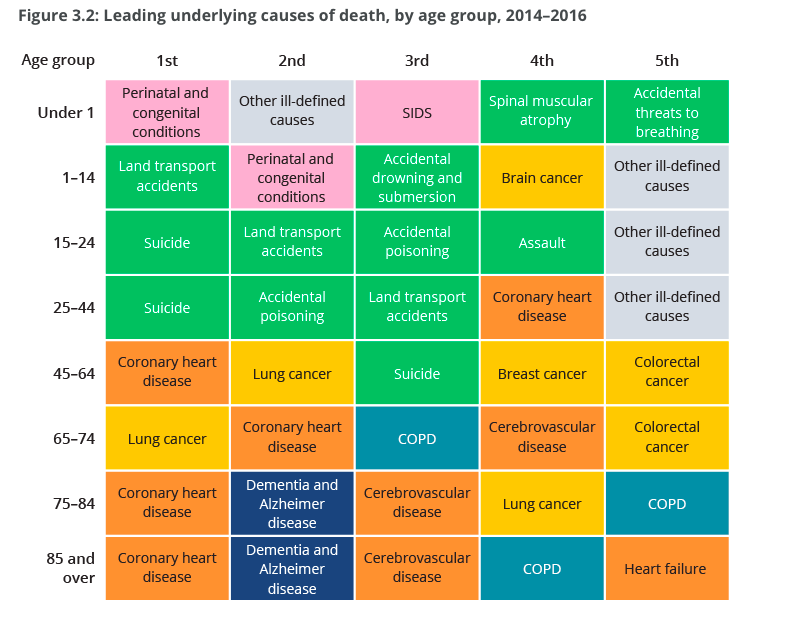 Figure 3.2: Leading underlying causes of death, by age group, 2014–2016
Age group 1st 2nd 3rd 4th 5th
Under 1
Perinatal and
congenital
conditions
Other ill-defined
causes
SIDS
Spinal muscular
atrophy
Accidental
threats to
breathing
1–14
Land transport
accidents
Perinatal and
congenital
conditions
Accidental
drowning and
submersion
Brain cancer
Other ill-defined
causes
15–24
Suicide
Land transport
accidents
Accidental
poisoning
Assault
Other ill-defined
causes
25–44
Suicide
Accidental
poisoning
Land transport
accidents
Coronary heart
disease
Other ill-defined
causes
45–64
Coronary heart
disease
Lung cancer
Suicide
Breast cancer
Colorectal
cancer
65–74
Lung cancer
Coronary heart
disease
COPD
Cerebrovascular
disease
Colorectal
cancer
75–84
Coronary heart
disease
Dementia and
Alzheimer
disease
Cerebrovascular
disease
Lung cancer
COPD
85 and
over
Coronary heart
disease
Dementia and
Alzheimer
disease
Cerebrovascular
disease
COPD
Heart failure